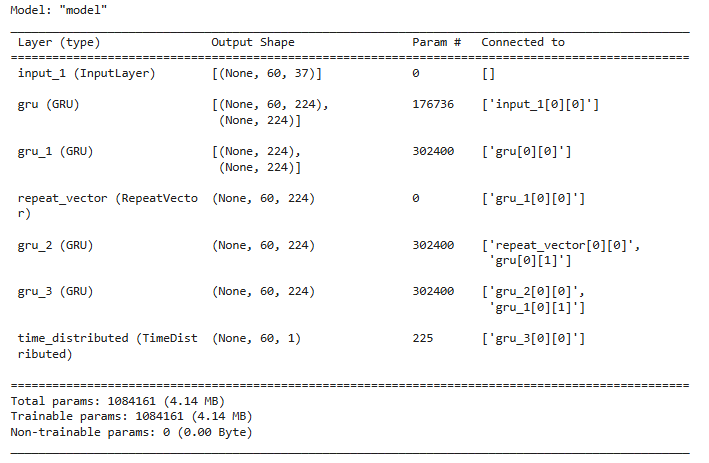 Model: "model"
Layer (type) Output Shape Param # Connected to
input_1 (InputLayer) [(None, 60, 37)] 0 []
gru (GRU) [(None, 60, 224), 176736 ['input_1[0][0]']
(None, 224)]
gru_1 (GRU) [(None, 224), 302400 ['gru[0][0]']
(None, 224)]
repeat_vector (RepeatVecto (None, 60, 224) 0 ['gru_1[0][0]']
r)
gru_2 (GRU) (None, 60, 224) 302400 ['repeat_vector[0][0]',
'gru[0][1]']
gru_3 (GRU) (None, 60, 224) 302400 ['gru_2[0][0]',
'gru_1[0][1]']
time_distributed (TimeDist (None, 60, 1) 225 ['gru_3[0][0]']
ributed)
Total params: 1084161 (4.14 MB)
Trainable params: 1084161 (4.14 MB)
Non-trainable params: 0 (0.00 Byte)